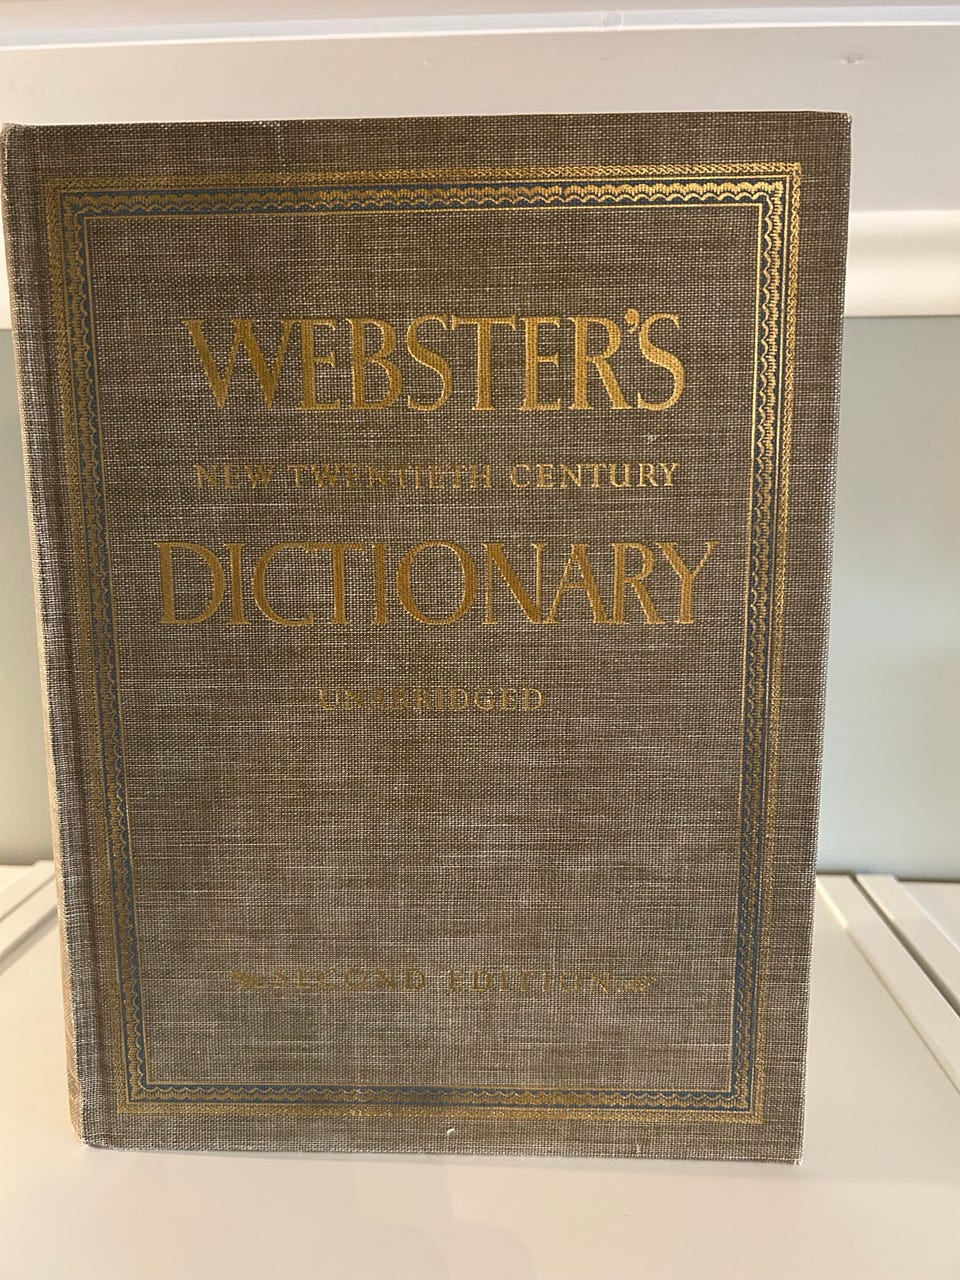 WEBSTER'S
NEW TWENTIETH CENTURY
DICTIONARY
UNABRIDGED
SECOND EDITION